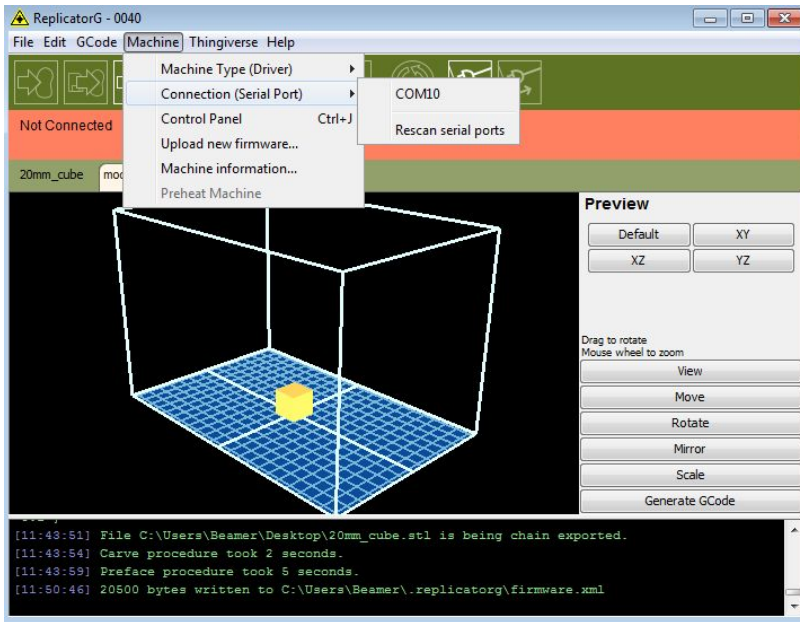 ReplicatorG - 0040
File Edit GCode Machine Thingiverse Help
Machine Type (Driver)
Connection (Serial Port)
COM10
Control Panel Ctrl+J
Rescan serial ports
Upload new firmware...
Machine information...
Preheat Machine
Not Connected
20mm_cube
Preview
Default XY
XZ YZ
Drag to rotate
Mouse wheel to zoom
View
Move
Rotate
Mirror
Scale
Generate GCode
[11:43:51] File C:\Users\Beamer\Desktop\20mm_cube.stl is being chain exported.
[11:43:54] Carve procedure took 2 seconds.
[11:43:59] Preface procedure took 5 seconds.
[11:50:46] 20500 bytes written to C:\Users\Beamer\.replicatorg\firmware.xml